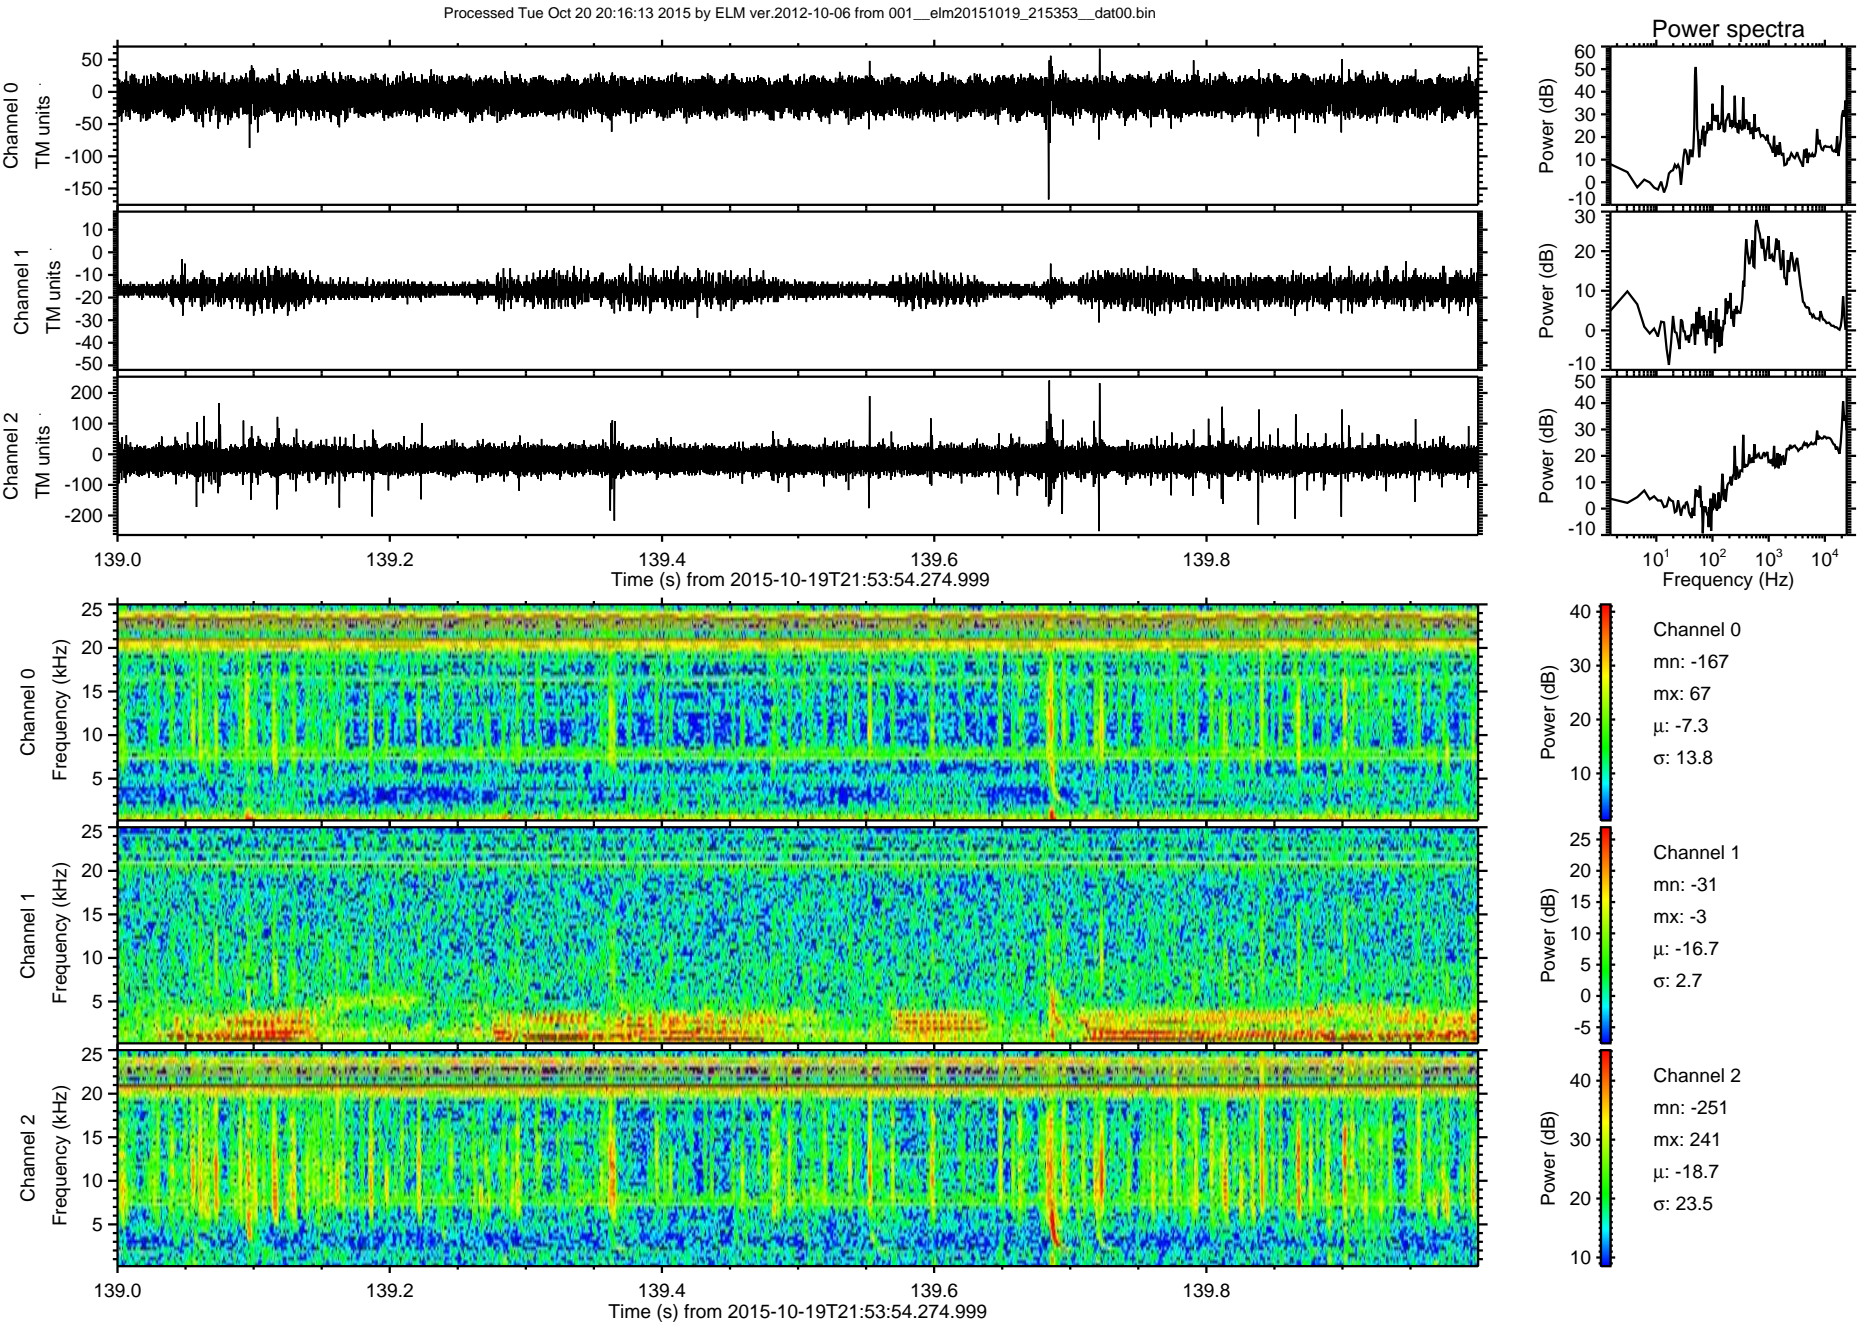 Processed Tue Oct 20 20:16:13 2015 by ELM ver.2012-10-06 from 001__elm20151019_215353__dat00.bin
Power spectra
Channel 0
TM units
50
0
-50
-100
-150
Power (dB)
60
50
40
30
20
10
0
-10
Channel 1
TM units
10
0
-10
-20
-30
-40
-50
Power (dB)
30
20
10
0
-10
Channel 2
TM units
200
100
0
-100
-200
Power (dB)
50
40
30
20
10
0
-10
139.0 139.2 139.4 139.6 139.8
Time (s) from 2015-10-19T21:53:54.274.999
10¹ 10² 10³ 10⁴
Frequency (Hz)
Channel 0
Frequency (kHz)
25
20
15
10
5
Power (dB)
40
30
20
10
Channel 0
mn: -167
mx: 67
μ: -7.3
σ: 13.8
Channel 1
Frequency (kHz)
25
20
15
10
5
Power (dB)
25
20
15
10
5
0
-5
Channel 1
mn: -31
mx: -3
μ: -16.7
σ: 2.7
Channel 2
Frequency (kHz)
25
20
15
10
5
Power (dB)
40
30
20
10
Channel 2
mn: -251
mx: 241
μ: -18.7
σ: 23.5
139.0 139.2 139.4 139.6 139.8
Time (s) from 2015-10-19T21:53:54.274.999